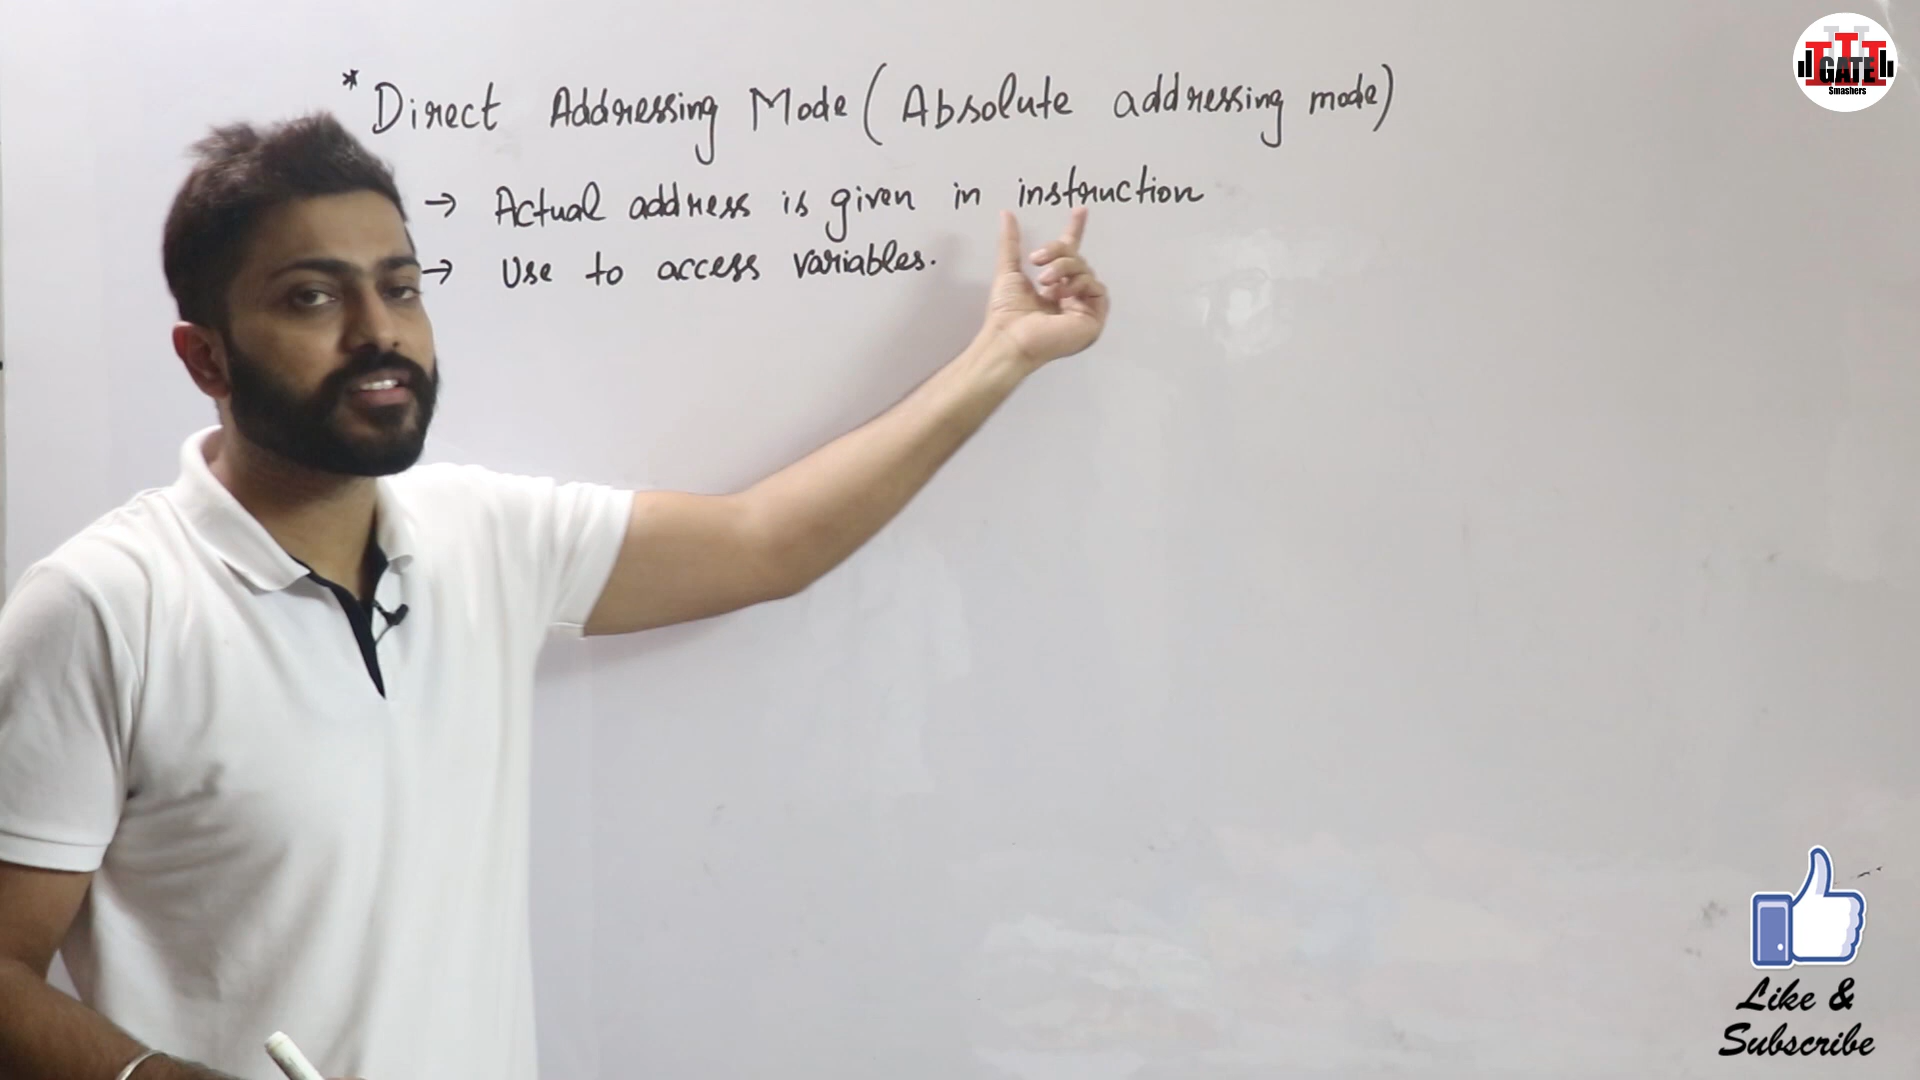 * Direct Addressing Mode (Absolute addressing mode)
→ Actual address is given in instruction
→ Use to access variables.
GATE
Smashers
Like &
Subscribe